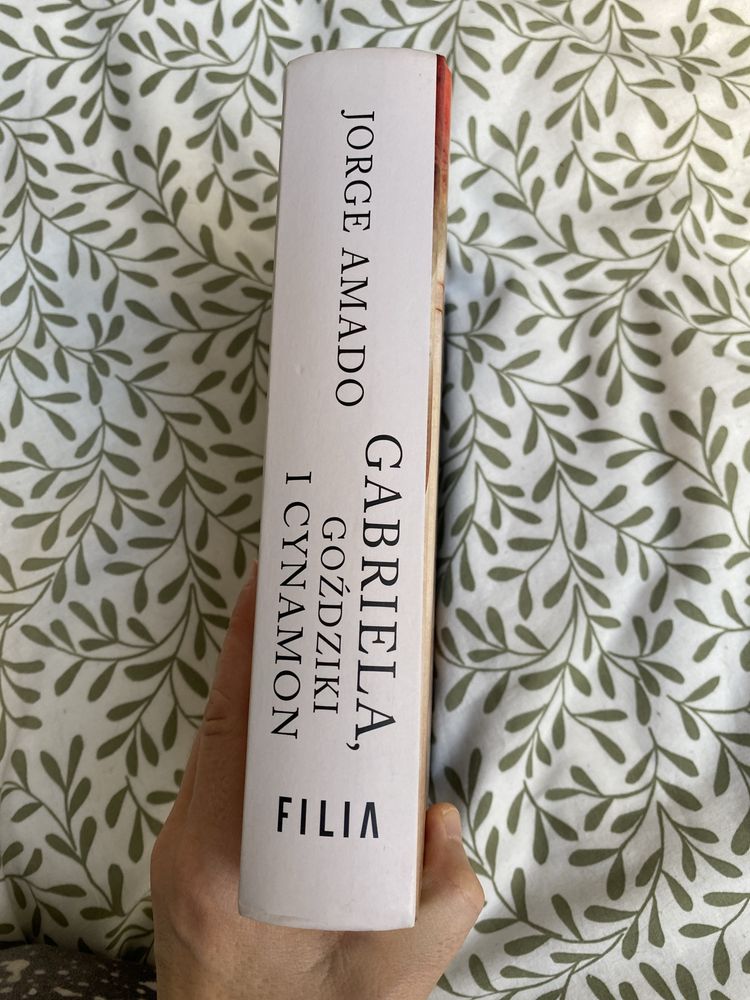 JORGE AMADO
GABRIELA,
GOŹDZIKI
I CYNAMON
FILIA